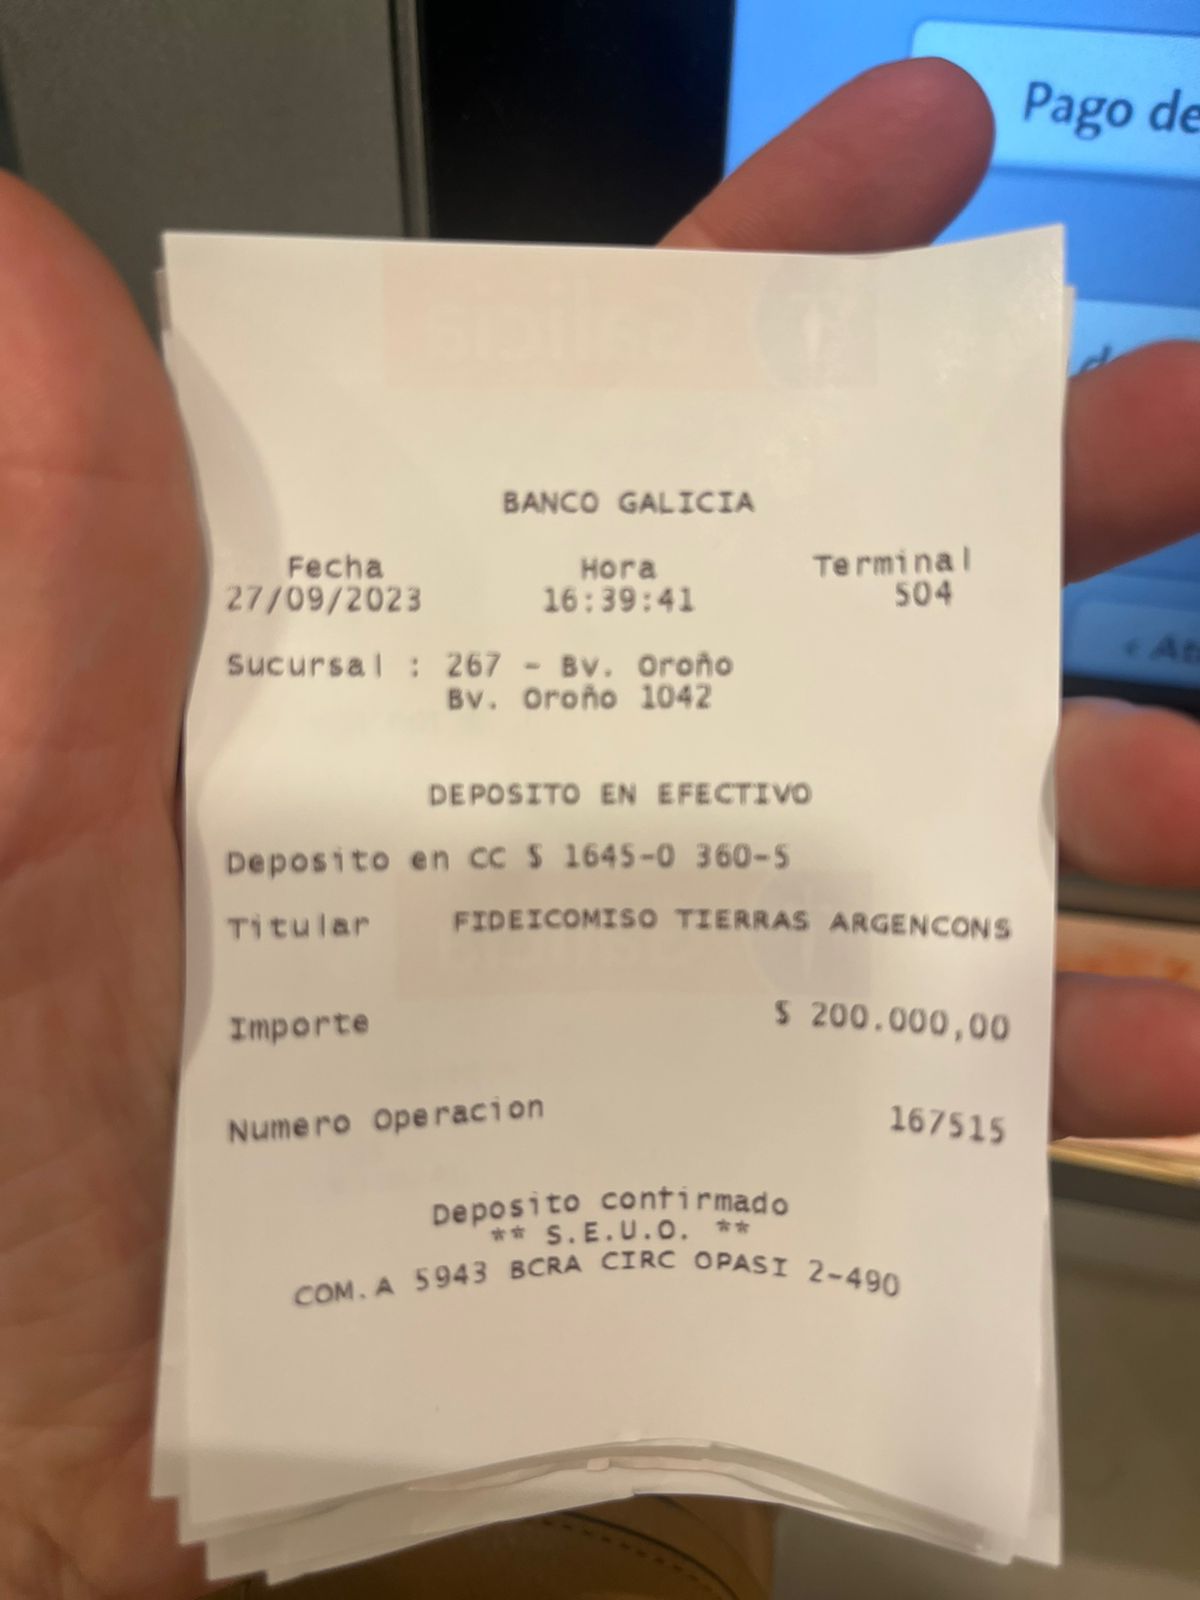 Pago de
BANCO GALICIA
Fecha Hora Terminal
27/09/2023 16:39:41 504
Sucursal : 267 - Bv. Oroño
Bv. Oroño 1042
DEPOSITO EN EFECTIVO
Deposito en CC $ 1645-0 360-5
Titular FIDEICOMISO TIERRAS ARGENCONS
Importe $ 200.000,00
Numero Operacion 167515
Deposito confirmado
** S.E.U.O. **
COM.A 5943 BCRA CIRC OPASI 2-490